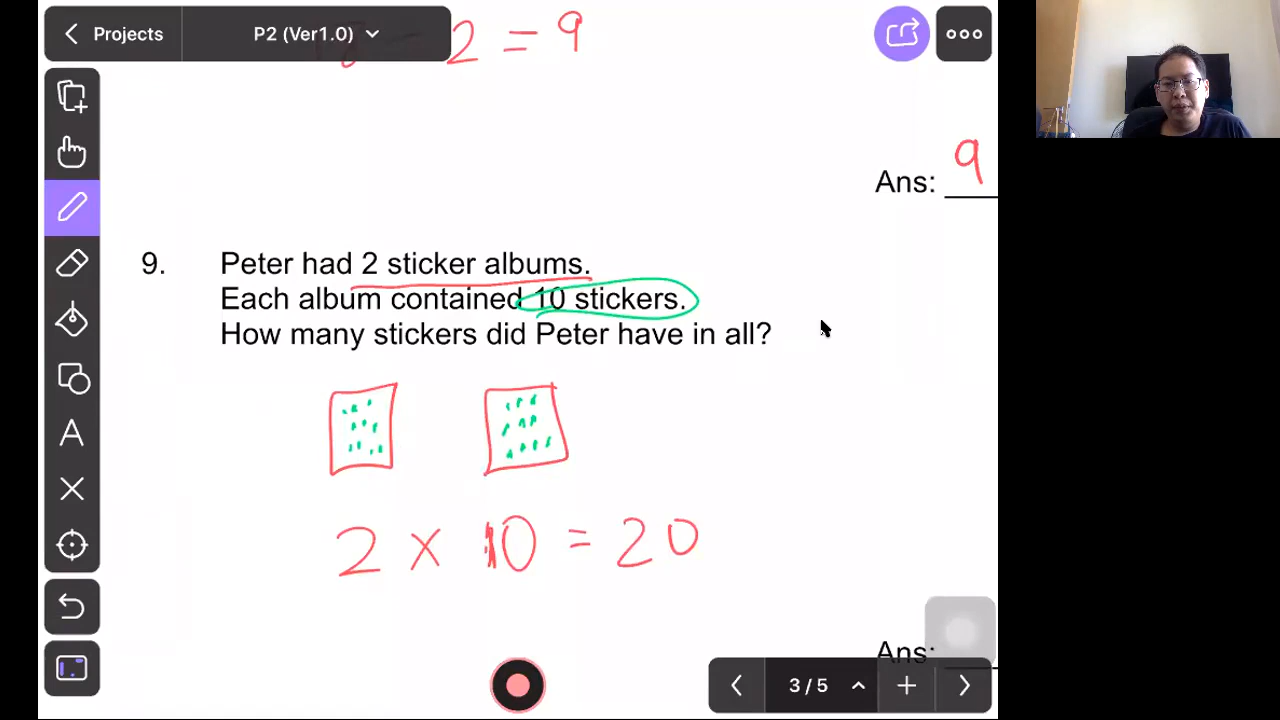 Projects P2 (Ver1.0)
2 = 9
Ans: 9
9. Peter had 2 sticker albums.
Each album contained 10 stickers.
How many stickers did Peter have in all?
2 × 10 = 20
Ans:
3 / 5